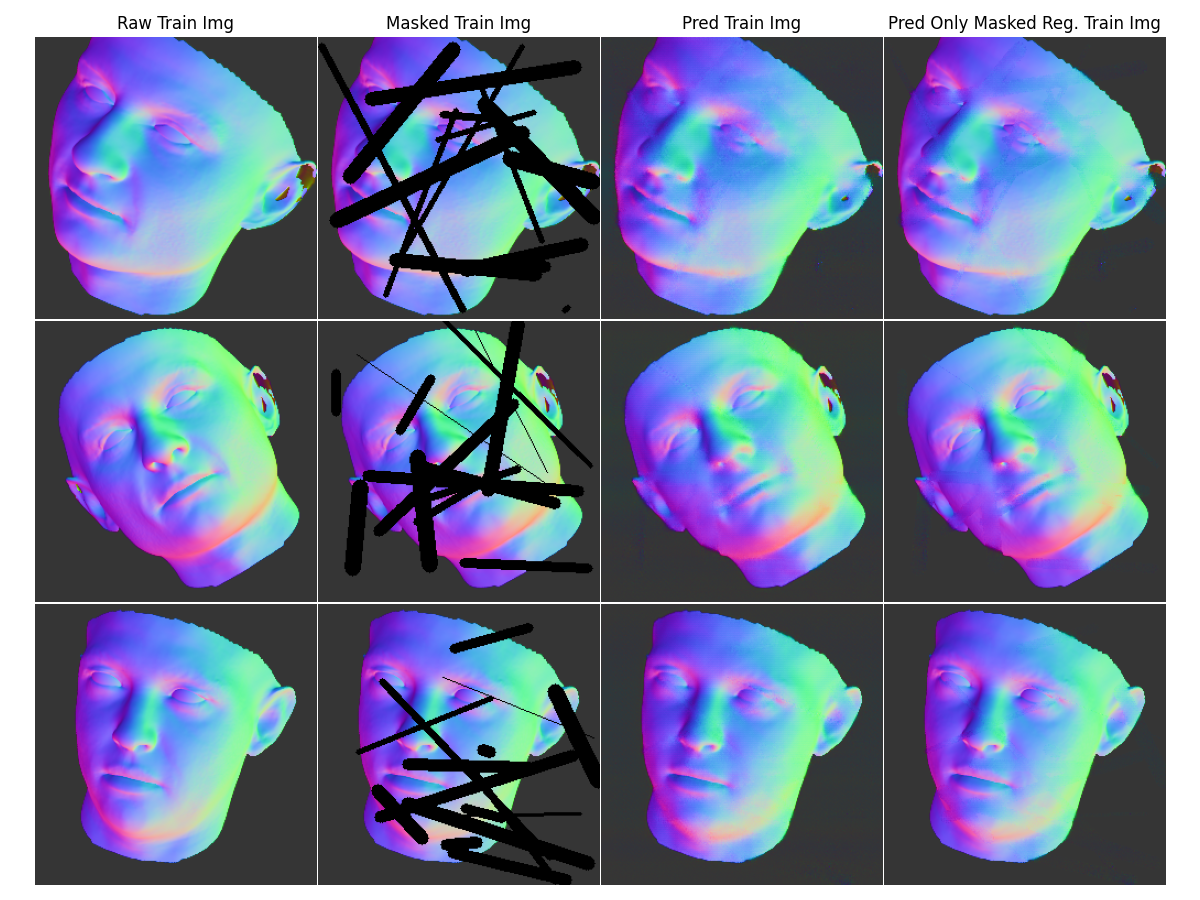 Raw Train Img
Masked Train Img
Pred Train Img
Pred Only Masked Reg. Train Img